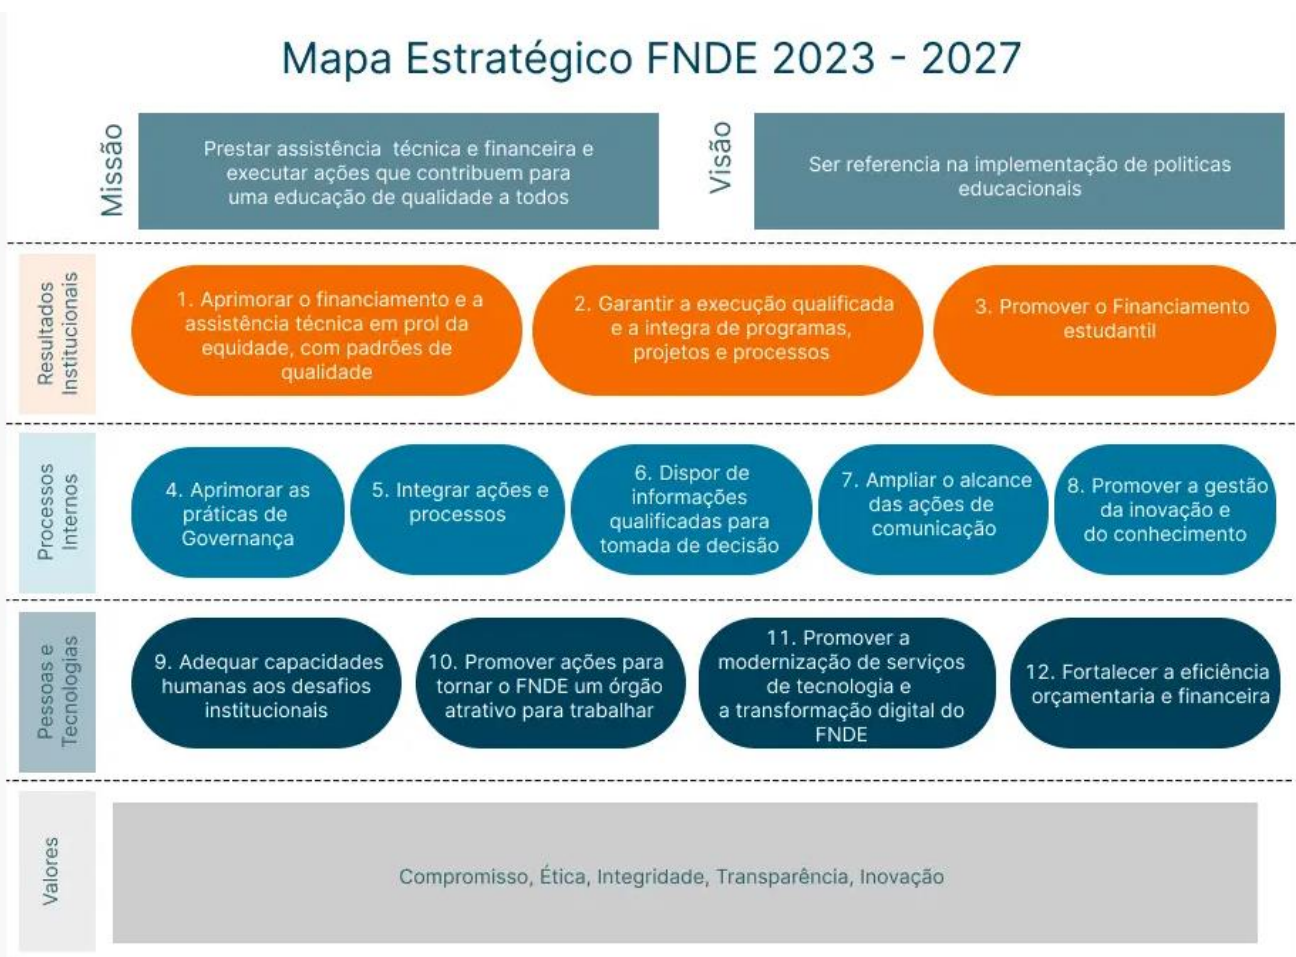 Mapa Estratégico FNDE 2023 - 2027
Missão
Prestar assistência técnica e financeira e
executar ações que contribuem para
uma educação de qualidade a todos
Visão
Ser referencia na implementação de politicas
educacionais
Resultados
Institucionais
1. Aprimorar o financiamento e a
assistência técnica em prol da
equidade, com padrões de
qualidade
2. Garantir a execução qualificada
e a integra de programas,
projetos e processos
3. Promover o Financiamento
estudantil
Processos
Internos
4. Aprimorar as
práticas de
Governança
5. Integrar ações e
processos
6. Dispor de
informações
qualificadas para
tomada de decisão
7. Ampliar o alcance
das ações de
comunicação
8. Promover a gestão
da inovação e
do conhecimento
Pessoas e
Tecnologias
9. Adequar capacidades
humanas aos desafios
institucionais
10. Promover ações para
tornar o FNDE um órgão
atrativo para trabalhar
11. Promover a
modernização de serviços
de tecnologia e
a transformação digital do
FNDE
12. Fortalecer a eficiência
orçamentaria e financeira
Valores
Compromisso, Ética, Integridade, Transparência, Inovação